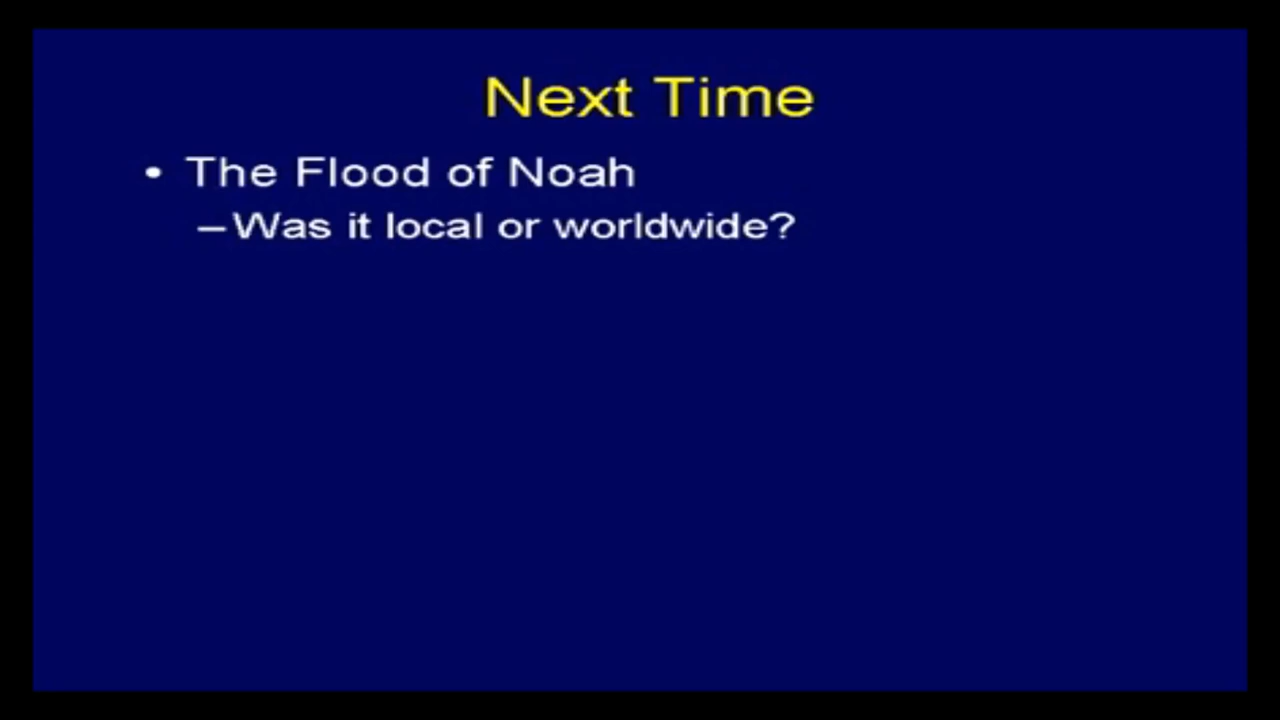 Next Time
• The Flood of Noah
–Was it local or worldwide?